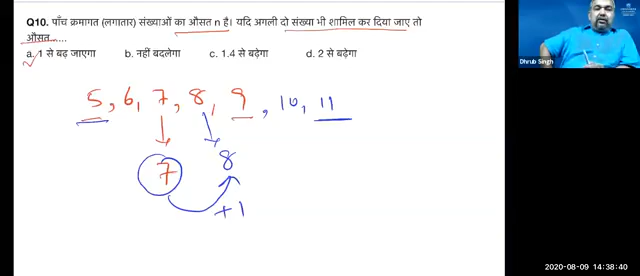 Q10. पाँच क्रमागत (लगातार) संख्याओं का औसत n है। यदि अगली दो संख्या भी शामिल कर दिया जाए तो
औसत.....
a. 1 से बढ़ जाएगा b. नहीं बदलेगा c. 1.4 से बढ़ेगा d. 2 से बढ़ेगा
5, 6, 7, 8, 9, 10, 11
7 8
+1
Dhrub Singh
2020-08-09 14:38:40